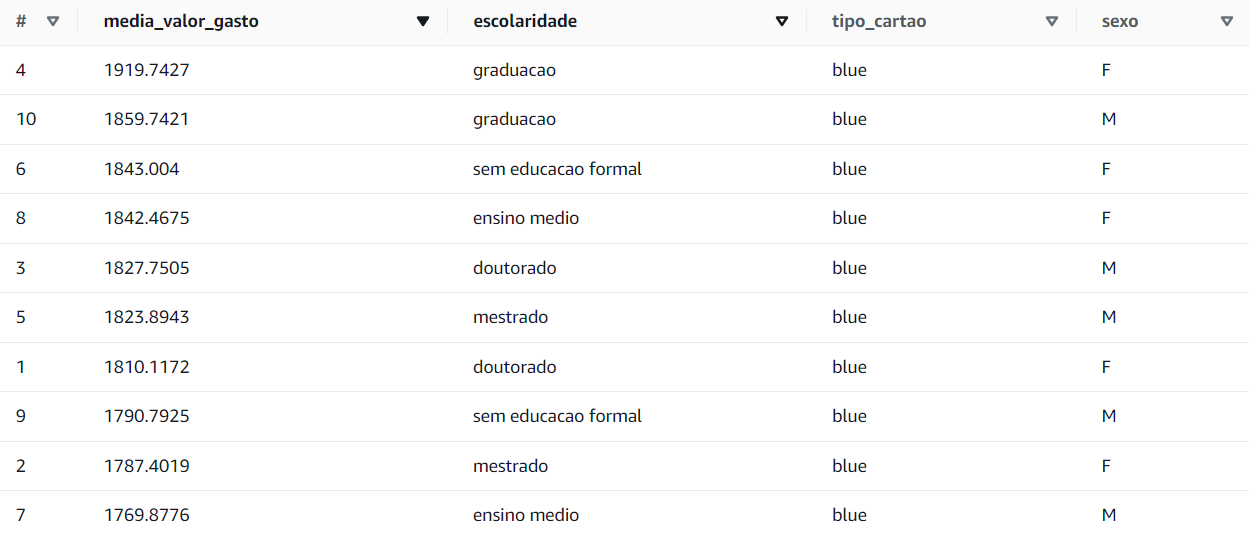 # media_valor_gasto escolaridade tipo_cartao sexo
4 1919.7427 graduacao blue F
10 1859.7421 graduacao blue M
6 1843.004 sem educacao formal blue F
8 1842.4675 ensino medio blue F
3 1827.7505 doutorado blue M
5 1823.8943 mestrado blue M
1 1810.1172 doutorado blue F
9 1790.7925 sem educacao formal blue M
2 1787.4019 mestrado blue F
7 1769.8776 ensino medio blue M